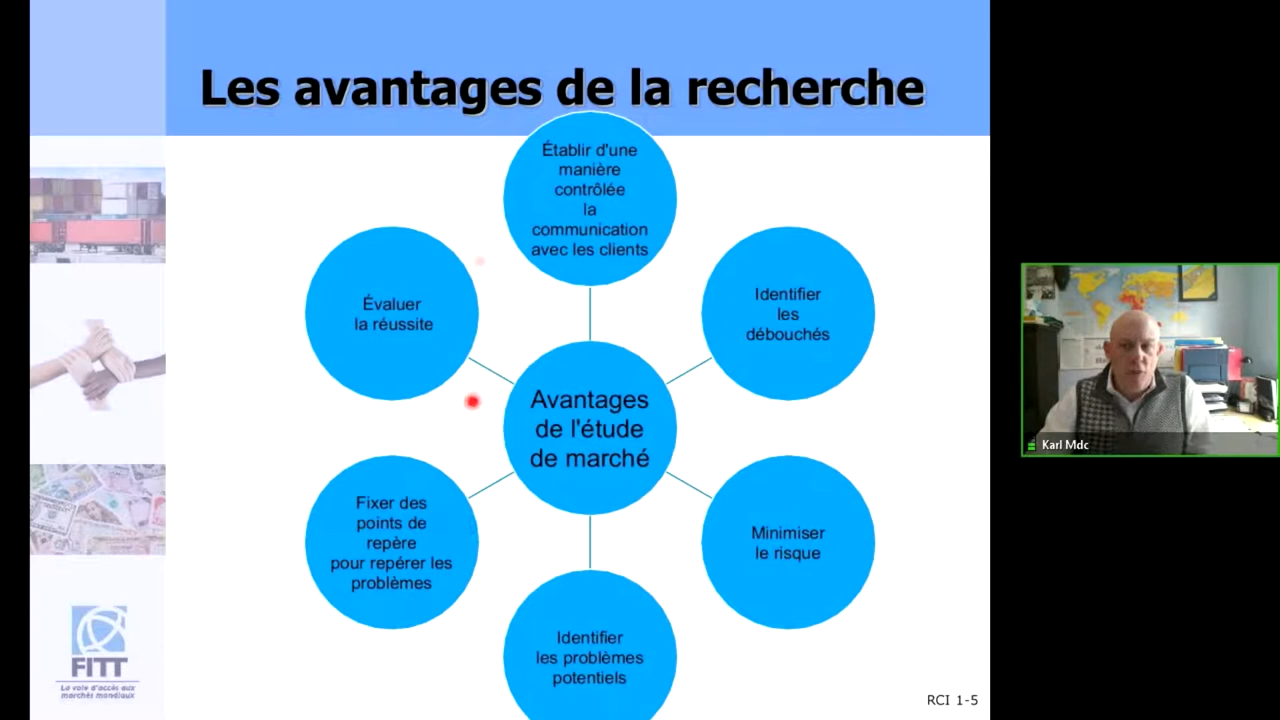 Les avantages de la recherche
Établir d'une
manière
contrôlée
la
communication
avec les clients
Identifier
les
débouchés
Minimiser
le risque
Identifier
les problèmes
potentiels
Fixer des
points de
repère
pour repérer les
problèmes
Évaluer
la réussite
Avantages
de l'étude
de marché
FITT
La voie d'accès aux
marchés mondiaux
RCI 1-5
Karl Mdc